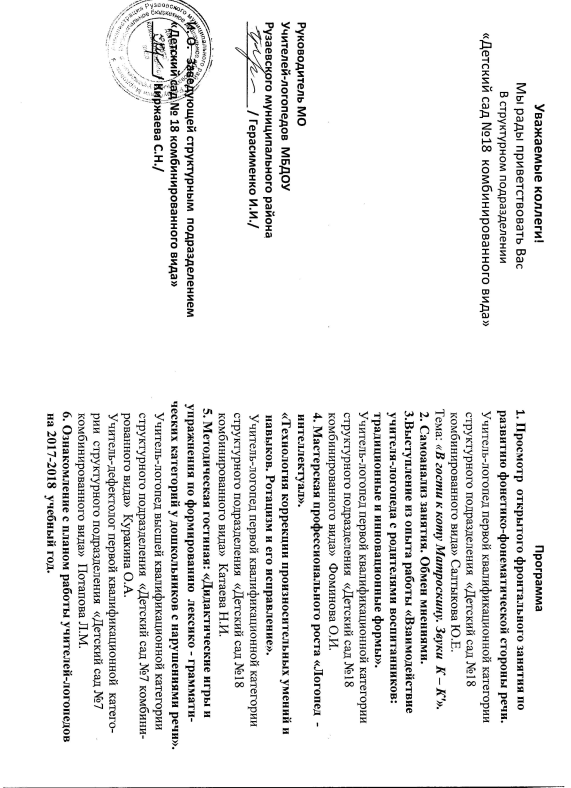 Уважаемые коллеги!
Мы рады приветствовать Вас
В структурном подразделении
«Детский сад №18 комбинированного вида»
Руководитель МО
Учителей-логопедов МБДОУ
Рузаевского муниципального района
/ Герасименко И.И./
И. О. Заведующей структурным подразделением
«Детский сад № 18 комбинированного вида»
/ Киржаева С.Н./
Программа
1. Просмотр открытого фронтального занятия по
развитию фонетико-фонематической стороны речи.
Учитель-логопед первой квалификационной категории
структурного подразделения «Детский сад №18
комбинированного вида» Салтыкова Ю.Е.
Тема: «В гости к коту Матроскину. Звуки К – К'».
2. Самоанализ занятия. Обмен мнениями.
3.Выступление из опыта работы «Взаимодействие
учителя-логопеда с родителями воспитанников:
традиционные и инновационные формы».
Учитель-логопед первой квалификационной категории
структурного подразделения «Детский сад №18
комбинированного вида» Фоминова О.И.
4. Мастерская профессионального роста «Логопед -
интеллектуал».
«Технология коррекции произносительных умений и
навыков. Ротацизм и его исправление».
Учитель-логопед первой квалификационной категории
структурного подразделения «Детский сад №18
комбинированного вида» Катаева Н.И.
5. Методическая гостиная: «Дидактические игры и
упражнения по формированию лексико - граммати-
ческих категорий у дошкольников с нарушениями речи».
Учитель-логопед высшей квалификационной категории
структурного подразделения «Детский сад №7 комбини-
рованного вида» Куракина О.А.
Учитель-дефектолог первой квалификационной катего-
рии структурного подразделения «Детский сад №7
комбинированного вида» Потапова Л.М.
6. Ознакомление с планом работы учителей-логопедов
на 2017-2018 учебный год.